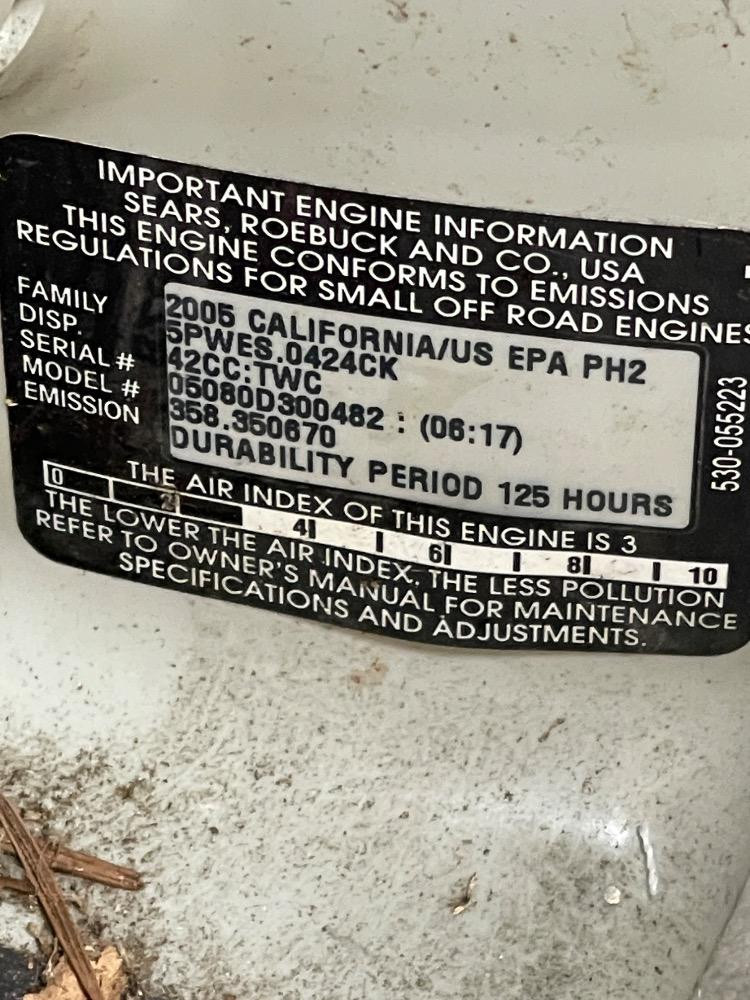 IMPORTANT ENGINE INFORMATION
SEARS, ROEBUCK AND CO., USA
THIS ENGINE CONFORMS TO EMISSIONS
REGULATIONS FOR SMALL OFF ROAD ENGINES
2005 CALIFORNIA/US EPA PH2
FAMILY 5PWES.0424CK
DISP. 42CC:TWC
SERIAL # 05080D300482 : (06:17)
MODEL # 358.350670
EMISSION DURABILITY PERIOD 125 HOURS
530-055223
THE AIR INDEX OF THIS ENGINE IS 3
0 2 4 6 8 10
THE LOWER THE AIR INDEX, THE LESS POLLUTION
REFER TO OWNER'S MANUAL FOR MAINTENANCE
SPECIFICATIONS AND ADJUSTMENTS.